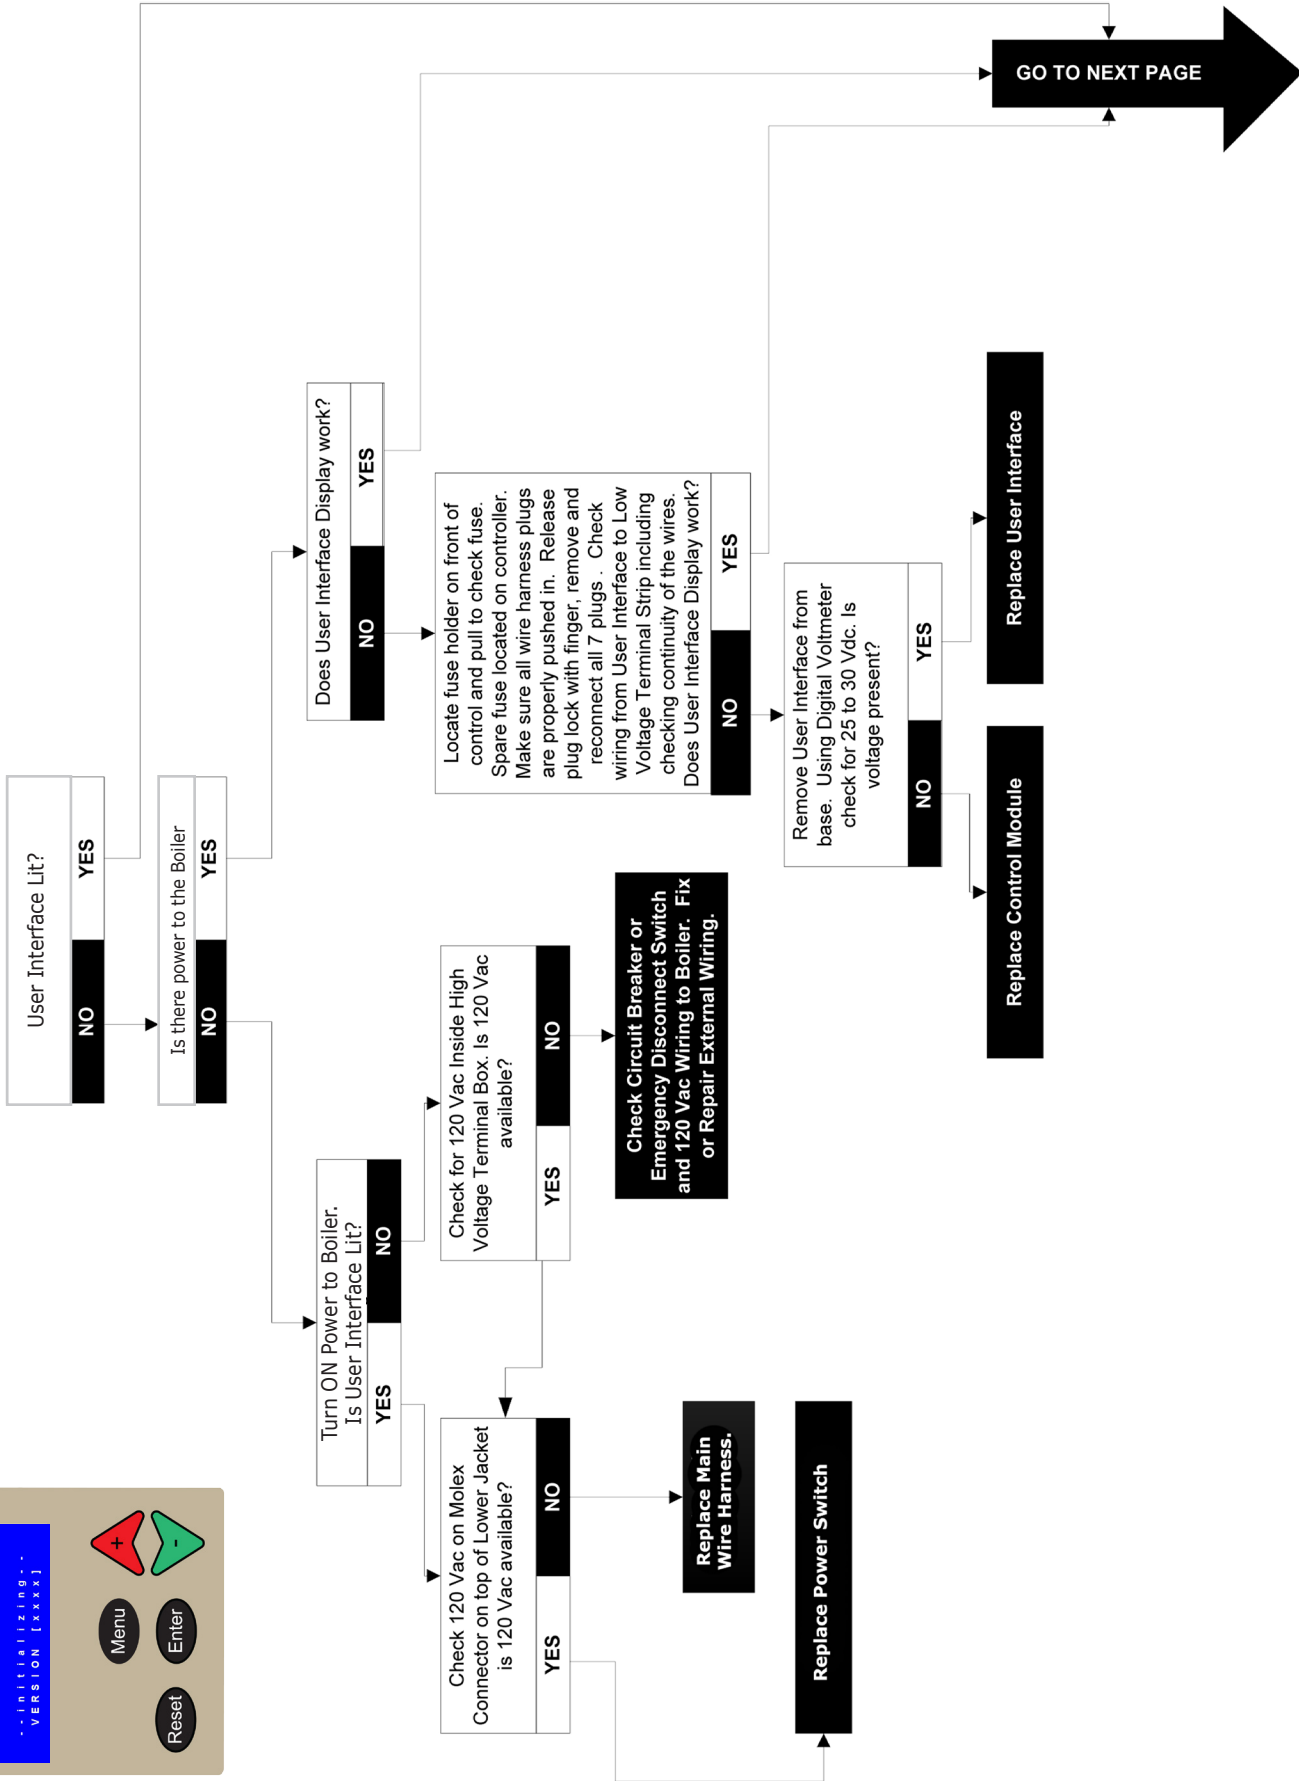 --initializing--
VERSION [xxxx]
+
-
Menu
Enter
Reset
User Interface Lit?
NO
YES
Is there power to the Boiler
NO
YES
Turn ON Power to Boiler.
Is User Interface Lit?
YES
NO
Does User Interface Display work?
NO
YES
Check 120 Vac on Molex
Connector on top of Lower Jacket
is 120 Vac available?
YES
NO
Check for 120 Vac Inside High
Voltage Terminal Box. Is 120 Vac
available?
YES
NO
Locate fuse holder on front of
control and pull to check fuse.
Spare fuse located on controller.
Make sure all wire harness plugs
are properly pushed in. Release
plug lock with finger, remove and
reconnect all 7 plugs . Check
wiring from User Interface to Low
Voltage Terminal Strip including
checking continuity of the wires.
Does User Interface Display work?
NO
YES
Check Circuit Breaker or
Emergency Disconnect Switch
and 120 Vac Wiring to Boiler. Fix
or Repair External Wiring.
Replace Main
Wire Harness.
Replace Power Switch
Remove User Interface from
base. Using Digital Voltmeter
check for 25 to 30 Vdc. Is
voltage present?
NO
YES
Replace Control Module
Replace User Interface
GO TO NEXT PAGE